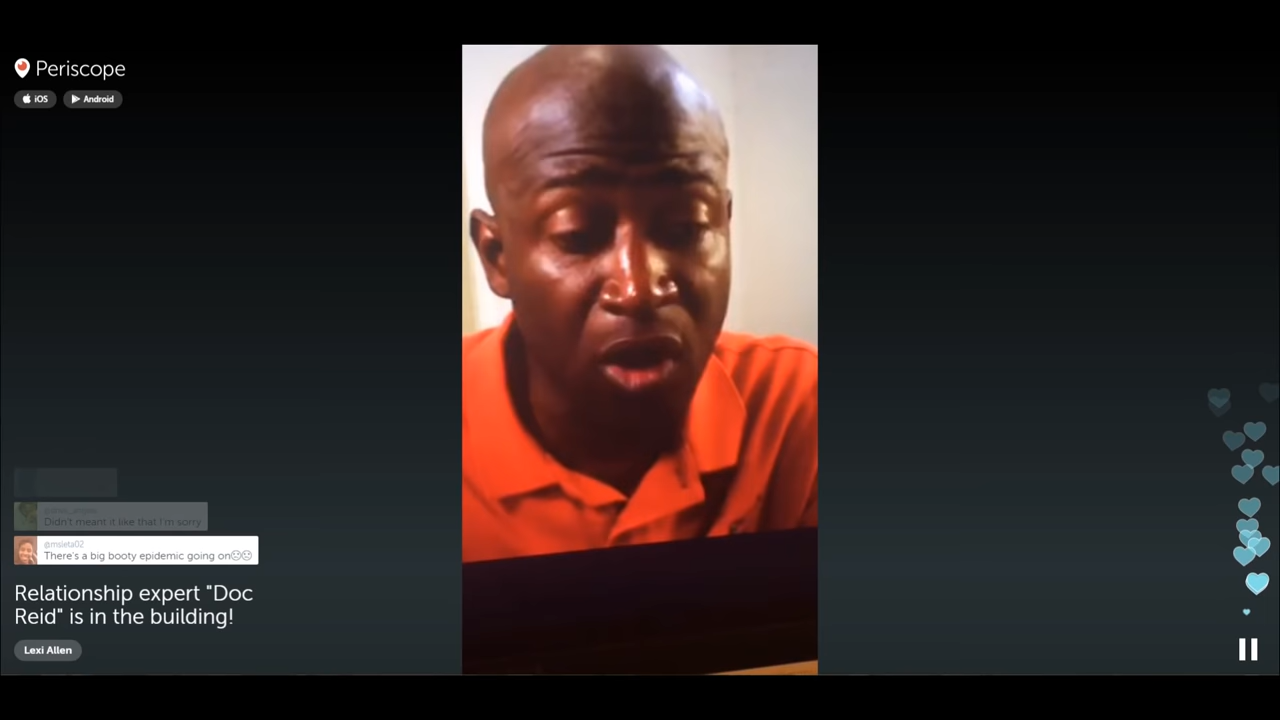 Periscope
iOS
Android
Didn't meant it like that I'm sorry
@msleta02
There's a big booty epidemic going on☹☹
Relationship expert "Doc
Reid" is in the building!
Lexi Allen